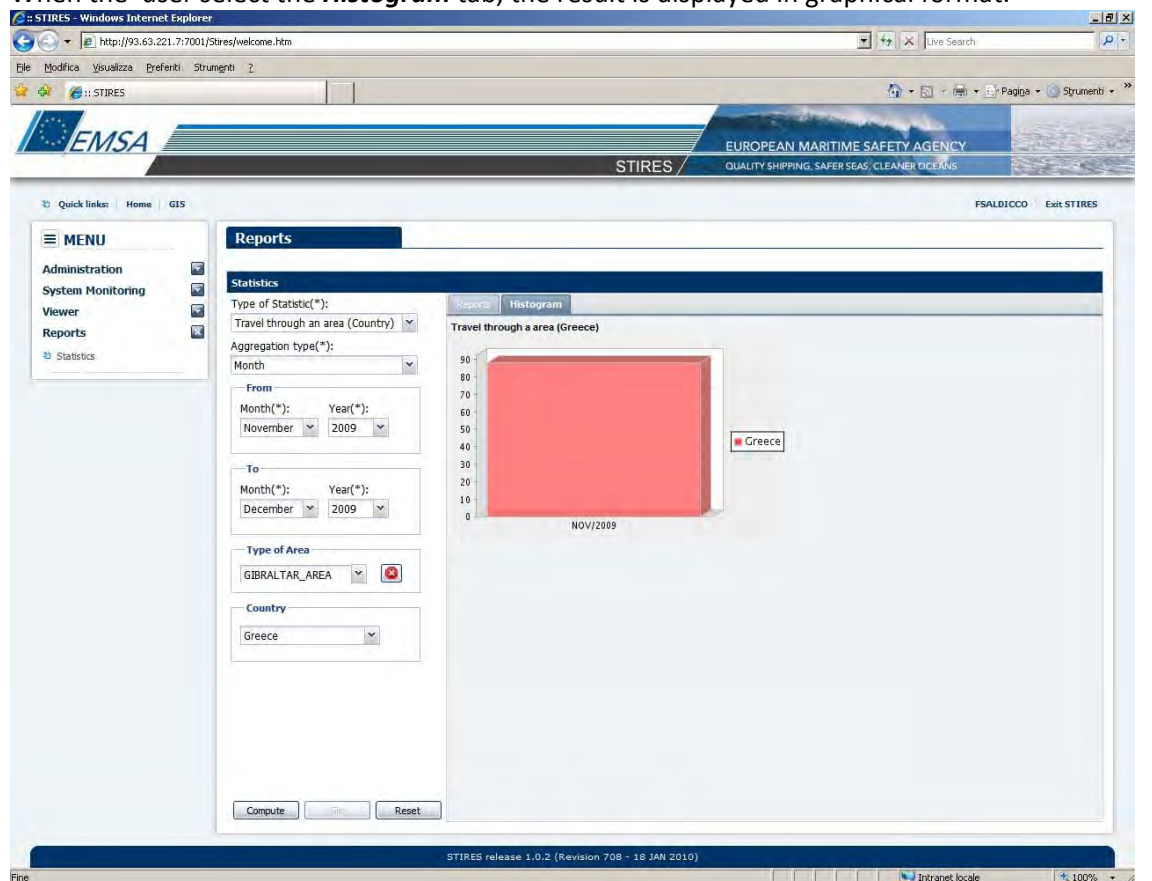 When the user select the Histogram tab, the result is displayed in graphical format.
:: STIRES - Windows Internet Explorer
http://93.63.221.7:7001/Stires/welcome.htm
Live Search
File Modifica Visualizza Preferiti Strumenti ?
:: STIRES
Pagina Strumenti »
EMSA
EUROPEAN MARITIME SAFETY AGENCY
STIRES
QUALITY SHIPPING, SAFER SEAS, CLEANER OCEANS
Quick links: Home GIS
FSALDICCO Exit STIRES
MENU
Administration
System Monitoring
Viewer
Reports
Statistics
Reports
Statistics
Type of Statistic(*):
Travel through an area (Country)
Aggregation type(*):
Month
From
Month(*): Year(*):
November 2009
To
Month(*): Year(*):
December 2009
Type of Area
GIBRALTAR_AREA
Country
Greece
Compute Gis Reset
Reports Histogram
Travel through a area (Greece)
90
80
70
60
50
40
30
20
10
0
NOV/2009
Greece
STIRES release 1.0.2 (Revision 708 - 18 JAN 2010)
Fine
Intranet locale
100%